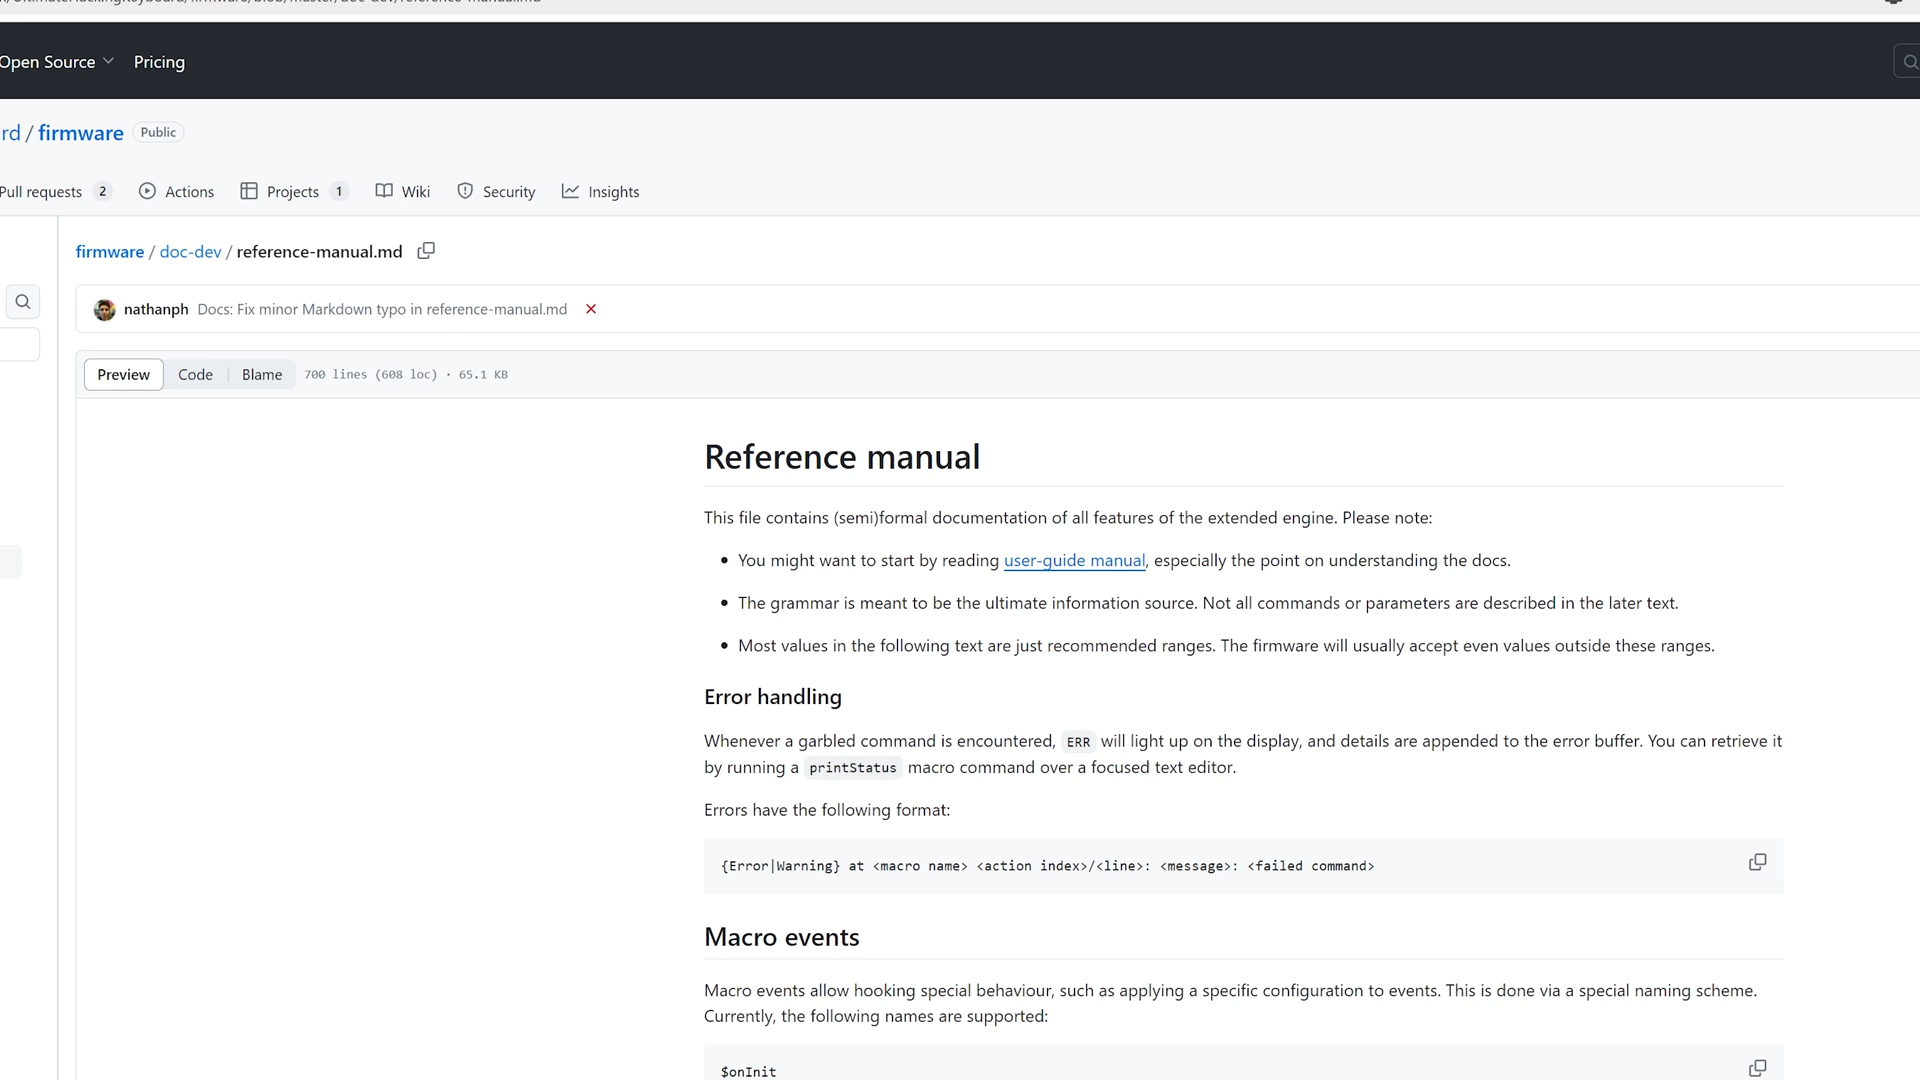 Open Source
Pricing
rd / firmware Public
Pull requests 2
Actions
Projects 1
Wiki
Security
Insights
firmware / doc-dev / reference-manual.md
nathanph Docs: Fix minor Markdown typo in reference-manual.md
Preview Code Blame 700 lines (608 loc) · 65.1 KB
Reference manual
This file contains (semi)formal documentation of all features of the extended engine. Please note:
• You might want to start by reading user-guide manual, especially the point on understanding the docs.
• The grammar is meant to be the ultimate information source. Not all commands or parameters are described in the later text.
• Most values in the following text are just recommended ranges. The firmware will usually accept even values outside these ranges.
Error handling
Whenever a garbled command is encountered, ERR will light up on the display, and details are appended to the error buffer. You can retrieve it
by running a printStatus macro command over a focused text editor.
Errors have the following format:
{Error|Warning} at <macro name> <action index>/<line>: <message>: <failed command>
Macro events
Macro events allow hooking special behaviour, such as applying a specific configuration to events. This is done via a special naming scheme.
Currently, the following names are supported:
$onInit